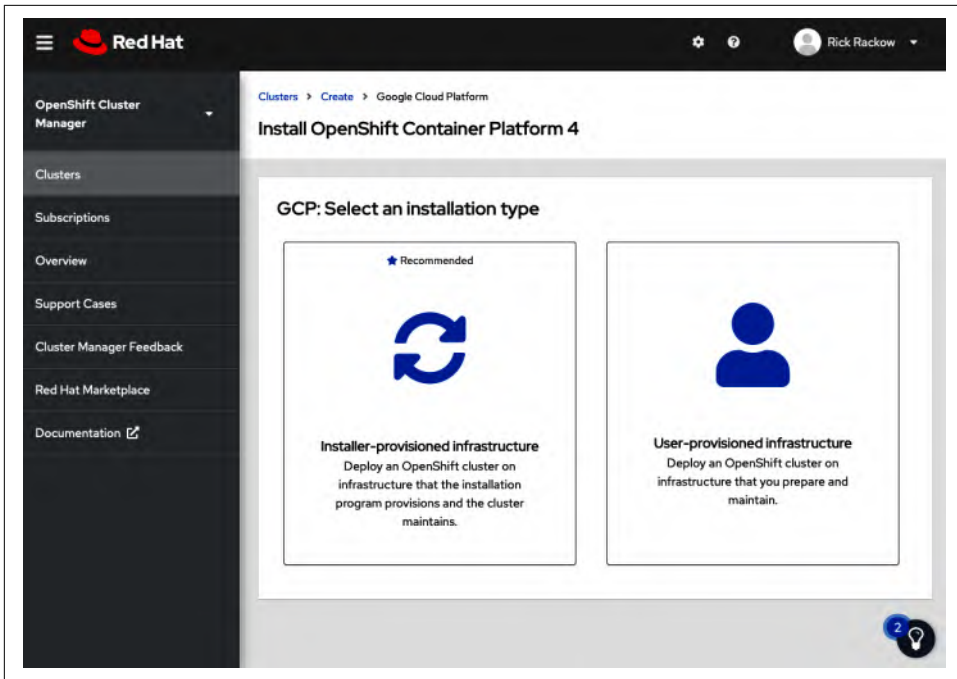 Red Hat
Rick Rackow
OpenShift Cluster
Manager
Clusters
Subscriptions
Overview
Support Cases
Cluster Manager Feedback
Red Hat Marketplace
Documentation
Clusters > Create > Google Cloud Platform
Install OpenShift Container Platform 4
GCP: Select an installation type
Recommended
Installer-provisioned infrastructure
Deploy an OpenShift cluster on
infrastructure that the installation
program provisions and the cluster
maintains.
User-provisioned infrastructure
Deploy an OpenShift cluster on
infrastructure that you prepare and
maintain.
2